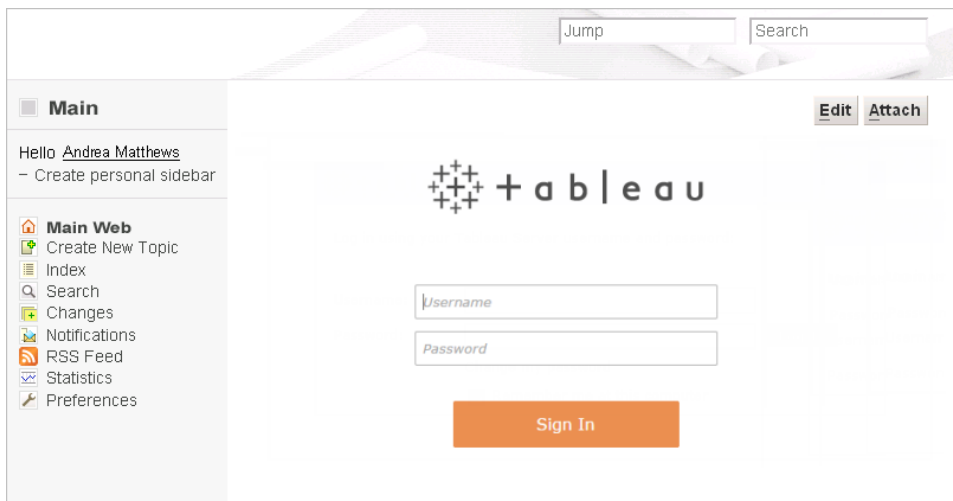 Jump Search
Main
Edit Attach
Hello Andrea Matthews
– Create personal sidebar
Main Web
Create New Topic
Index
Search
Changes
Notifications
RSS Feed
Statistics
Preferences
+ableau
Username
Password
Sign In